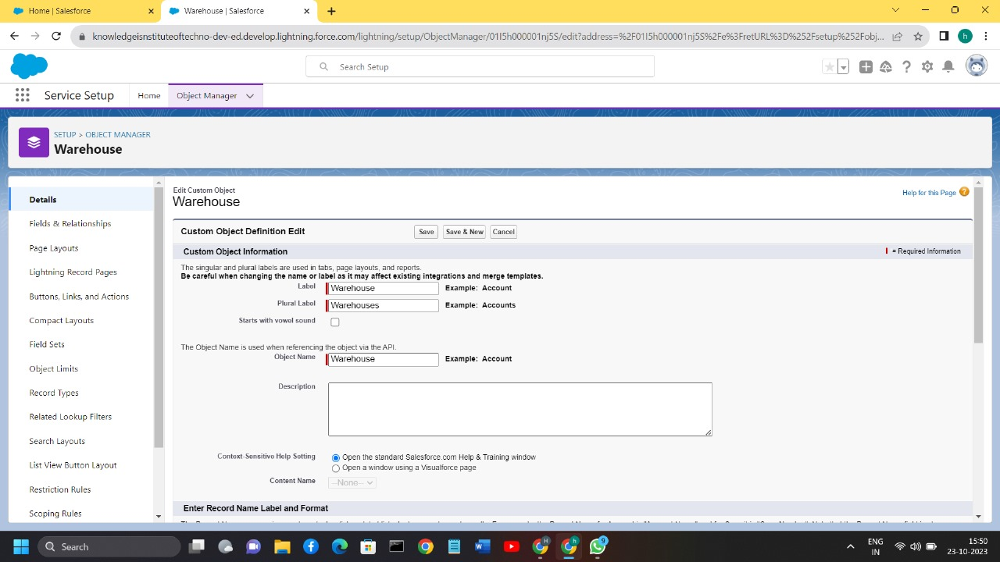 Home | Salesforce
Warehouse | Salesforce
knowledgeisnstituteoftechno-dev-ed.develop.lightning.force.com/lightning/setup/ObjectManager/01I5h000001nj5S/edit?address=%2F01I5h000001nj5S%2Fe%3FretURL%3D%252Fsetup%252Fobj...
h
Search Setup
Service Setup
Home
Object Manager
SETUP > OBJECT MANAGER
Warehouse
Details
Fields & Relationships
Page Layouts
Lightning Record Pages
Buttons, Links, and Actions
Compact Layouts
Field Sets
Object Limits
Record Types
Related Lookup Filters
Search Layouts
List View Button Layout
Restriction Rules
Scoping Rules
Edit Custom Object
Warehouse
Help for this Page
Custom Object Definition Edit
Save
Save & New
Cancel
Custom Object Information
= Required Information
The singular and plural labels are used in tabs, page layouts, and reports.
Be careful when changing the name or label as it may affect existing integrations and merge templates.
Label Warehouse Example: Account
Plural Label Warehouses Example: Accounts
Starts with vowel sound
The Object Name is used when referencing the object via the API.
Object Name Warehouse Example: Account
Description
Context-Sensitive Help Setting Open the standard Salesforce.com Help & Training window
Open a window using a Visualforce page
Content Name --None--
Enter Record Name Label and Format
Search
H
h
9
ENG
IN
15:50
23-10-2023